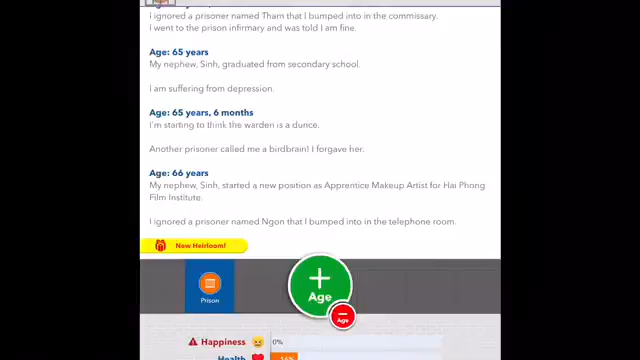 I ignored a prisoner named Tham that I bumped into in the commissary.
I went to the prison infirmary and was told I am fine.
Age: 65 years
My nephew, Sinh, graduated from secondary school.
I am suffering from depression.
Age: 65 years, 6 months
I'm starting to think the warden is a dunce.
Another prisoner called me a birdbrain! I forgave her.
Age: 66 years
My nephew, Sinh, started a new position as Apprentice Makeup Artist for Hai Phong
Film Institute.
I ignored a prisoner named Ngon that I bumped into in the telephone room.
New Heirloom!
Prison
+
Age
Age
Happiness 0%
Health